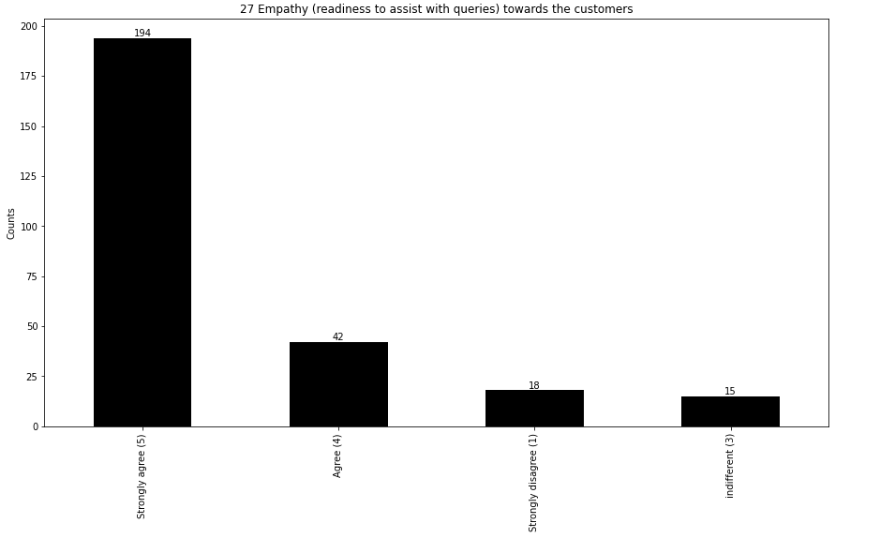 27 Empathy (readiness to assist with queries) towards the customers
200
175
150
125
100
75
50
25
0
Counts
194
42
18
15
Strongly agree (5)
Agree (4)
Strongly disagree (1)
indifferent (3)